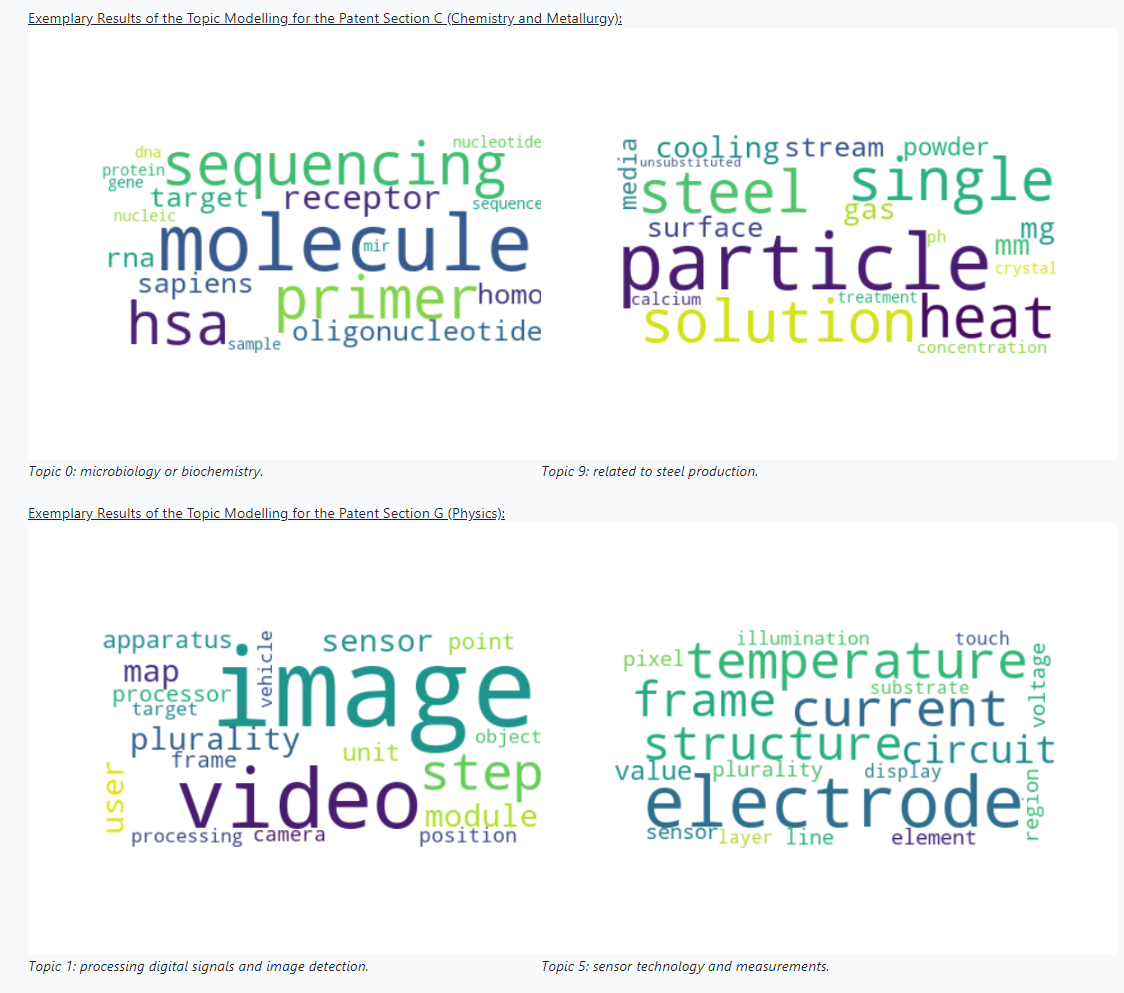 Exemplary Results of the Topic Modelling for the Patent Section C (Chemistry and Metallurgy):
dna
nucleotide
protein
sequencing
gene
target
receptor
sequence
nucleic
molecule
mir
rna
sapiens
primer
homo
hsa
oligonucleotide
sample
media
cooling
stream
powder
unsubstituted
steel
single
gas
surface
mg
ph
mm
particle
crystal
calcium
treatment
solution
heat
concentration
Topic 0: microbiology or biochemistry.
Topic 9: related to steel production.
Exemplary Results of the Topic Modelling for the Patent Section G (Physics):
apparatus
vehicle
sensor
point
map
image
processor
target
plurality
object
frame
unit
step
user
video
module
processing
camera
position
illumination
touch
pixel
temperature
voltage
substrate
frame
current
structure
circuit
value
plurality
display
electrode
region
sensor
layer
line
element
Topic 1: processing digital signals and image detection.
Topic 5: sensor technology and measurements.